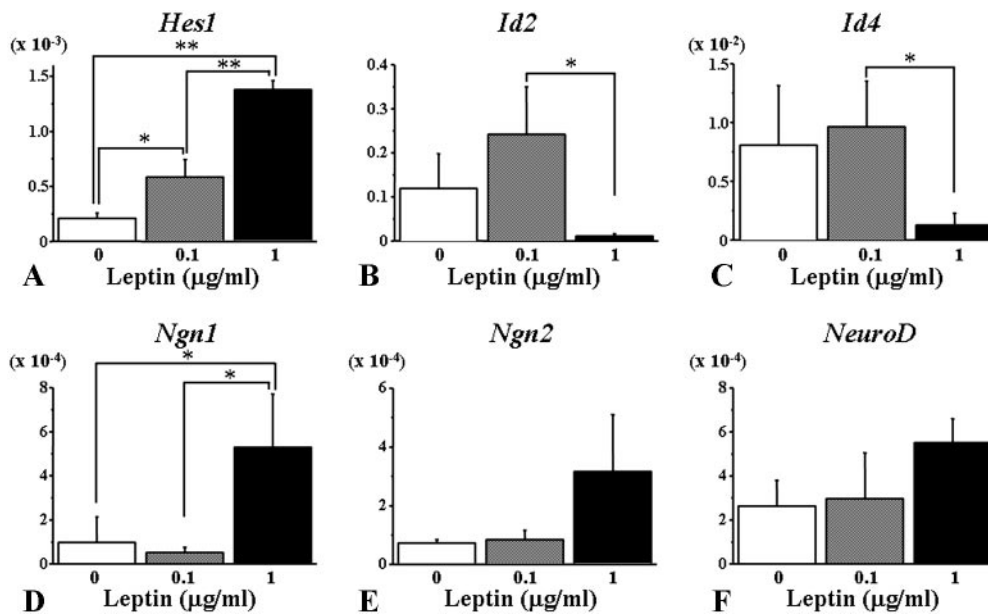 Hes1
(x 10⁻³)
**
**
*
1.5
1.0
0.5
0
0 0.1 1
Leptin (µg/ml)
A
Id2
*
0.4
0.3
0.2
0.1
0
0 0.1 1
Leptin (µg/ml)
B
Id4
(x 10⁻²)
*
1.5
1.0
0.5
0
0 0.1 1
Leptin (µg/ml)
C
Ngn1
(x 10⁻⁴)
*
*
8
6
4
2
0
0 0.1 1
Leptin (µg/ml)
D
Ngn2
(x 10⁻⁴)
6
4
2
0
0 0.1 1
Leptin (µg/ml)
E
NeuroD
(x 10⁻⁴)
8
6
4
2
0
0 0.1 1
Leptin (µg/ml)
F